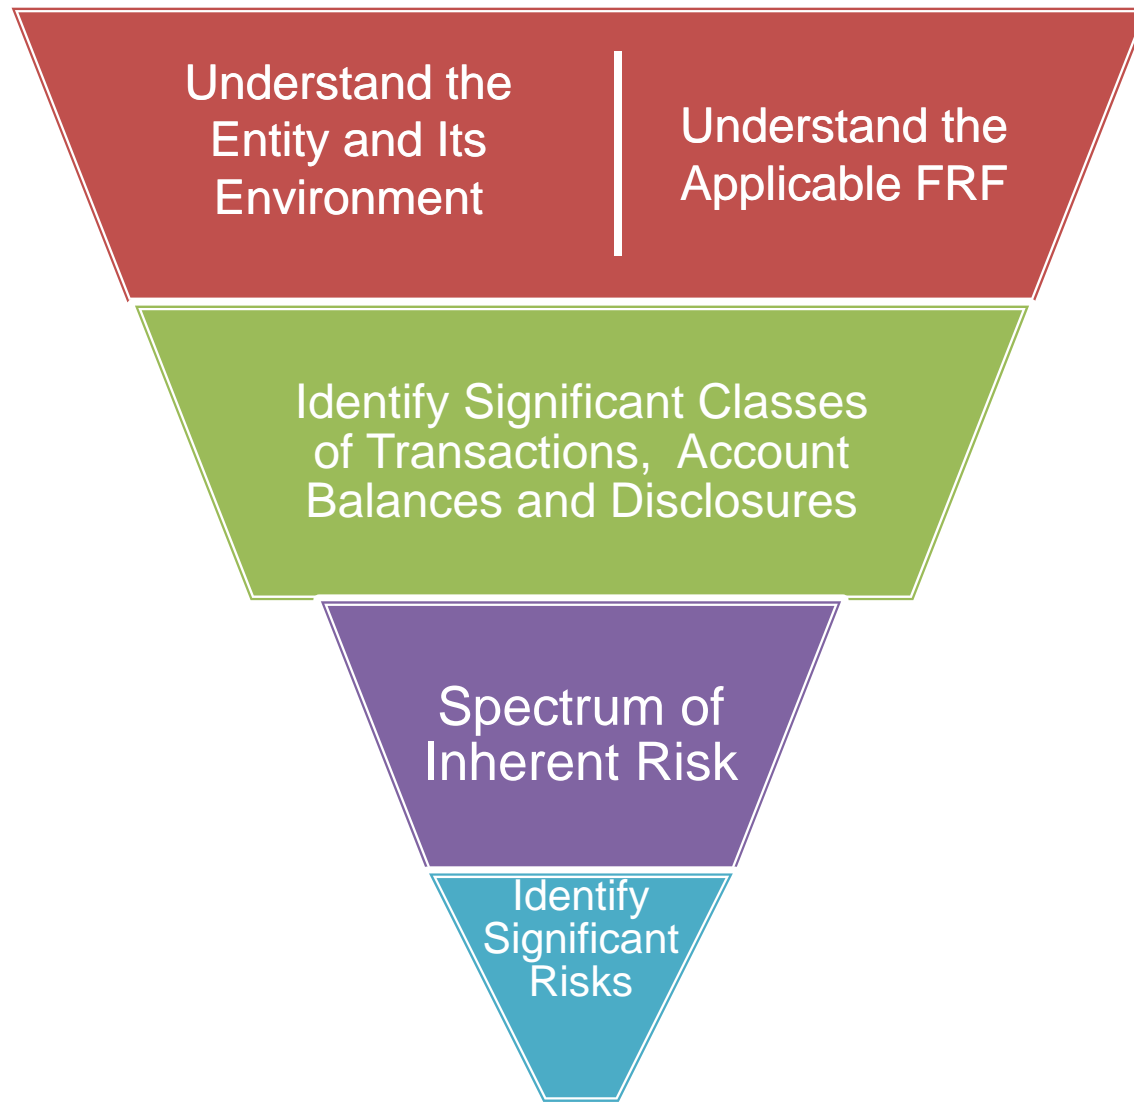 Understand the
Entity and Its
Environment
Understand the
Applicable FRF
Identify Significant Classes
of Transactions,  Account
Balances and Disclosures
Spectrum of
Inherent Risk
Identify
Significant
Risks